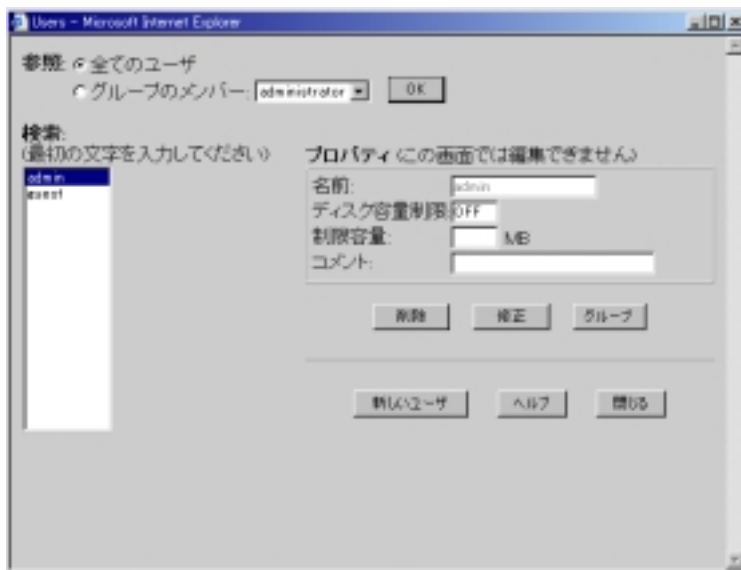 Users - Microsoft Internet Explorer
参照: 全てのユーザ
グループのメンバー: administrator OK
検索:
(最初の文字を入力してください)
admin
guest
プロパティ (この画面では編集できません)
名前: admin
ディスク容量制限: OFF
制限容量: MB
コメント:
削除 修正 グループ
新しいユーザ ヘルプ 閉じる